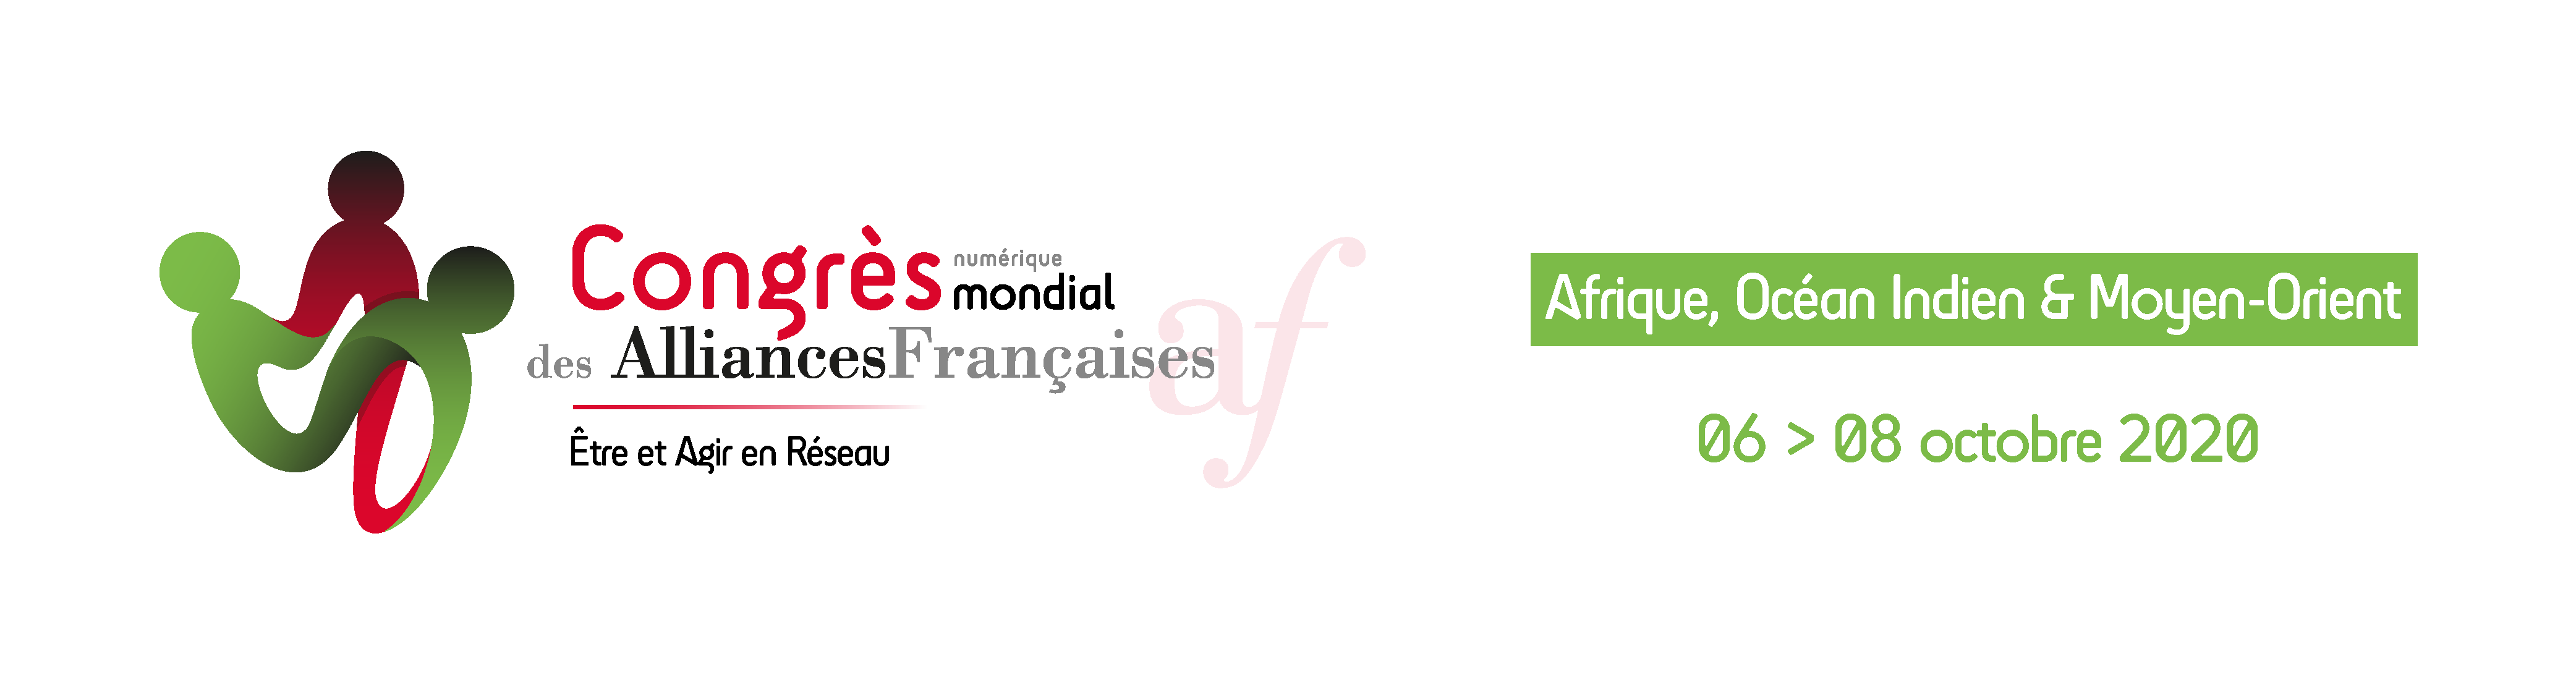 Congrès numérique mondial
des AlliancesFrançaises
af
Être et Agir en Réseau
Afrique, Océan Indien & Moyen-Orient
06 > 08 octobre 2020